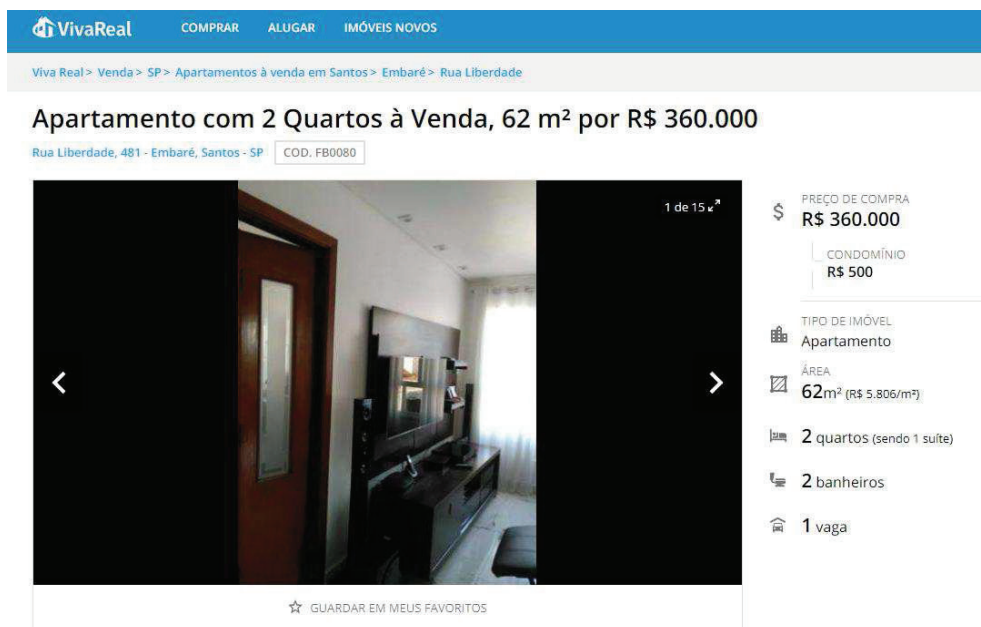 VivaReal COMPRAR ALUGAR IMÓVEIS NOVOS
Viva Real > Venda > SP > Apartamentos à venda em Santos > Embaré > Rua Liberdade
Apartamento com 2 Quartos à Venda, 62 m² por R$ 360.000
Rua Liberdade, 481 - Embaré, Santos - SP COD. FB0080
1 de 15
PREÇO DE COMPRA
R$ 360.000
CONDOMÍNIO
R$ 500
TIPO DE IMÓVEL
Apartamento
ÁREA
62m² (R$ 5.806/m²)
2 quartos (sendo 1 suíte)
2 banheiros
1 vaga
GUARDAR EM MEUS FAVORITOS